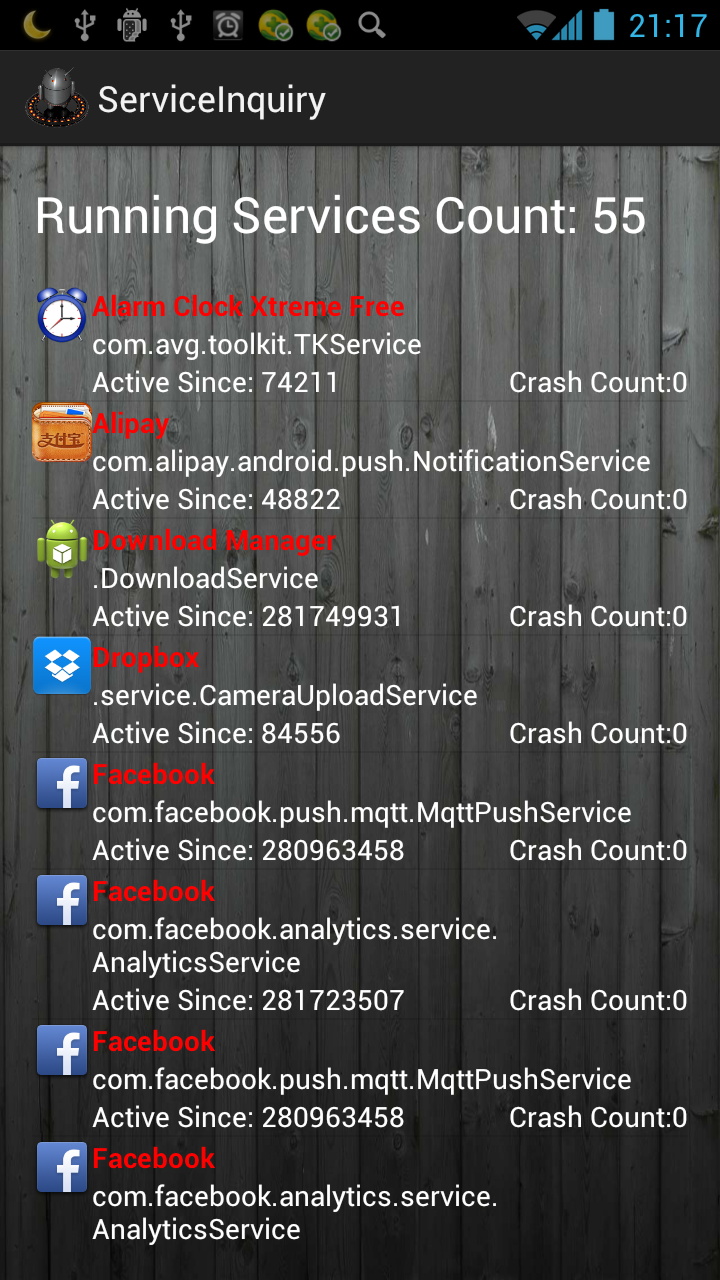 21:17
ServiceInquiry
Running Services Count: 55
Alarm Clock Xtreme Free
com.avg.toolkit.TKService
Active Since: 74211 Crash Count:0
支付宝
Alipay
com.alipay.android.push.NotificationService
Active Since: 48822 Crash Count:0
Download Manager
.DownloadService
Active Since: 281749931 Crash Count:0
Dropbox
.service.CameraUploadService
Active Since: 84556 Crash Count:0
Facebook
com.facebook.push.mqtt.MqttPushService
Active Since: 280963458 Crash Count:0
Facebook
com.facebook.analytics.service.
AnalyticsService
Active Since: 281723507 Crash Count:0
Facebook
com.facebook.push.mqtt.MqttPushService
Active Since: 280963458 Crash Count:0
Facebook
com.facebook.analytics.service.
AnalyticsService